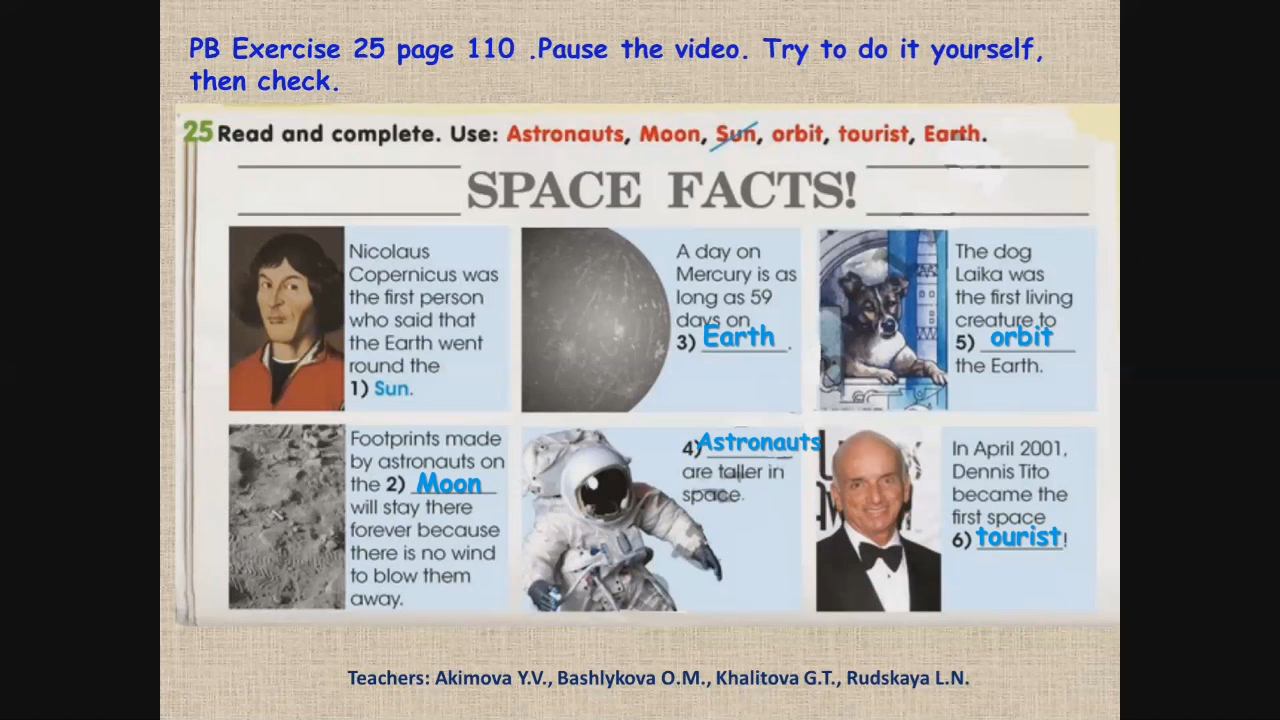 PB Exercise 25 page 110 .Pause the video. Try to do it yourself,
then check.
25 Read and complete. Use: Astronauts, Moon, Sun, orbit, tourist, Earth.
SPACE FACTS!
Nicolaus
Copernicus was
the first person
who said that
the Earth went
round the
1) Sun.
A day on
Mercury is as
long as 59
days on
3) Earth.
The dog
Laika was
the first living
creature to
5) orbit
the Earth.
Footprints made
by astronauts on
the 2) Moon
will stay there
forever because
there is no wind
to blow them
away.
4) Astronauts
are taller in
space.
In April 2001,
Dennis Tito
became the
first space
6) tourist!
Teachers: Akimova Y.V., Bashlykova O.M., Khalitova G.T., Rudskaya L.N.